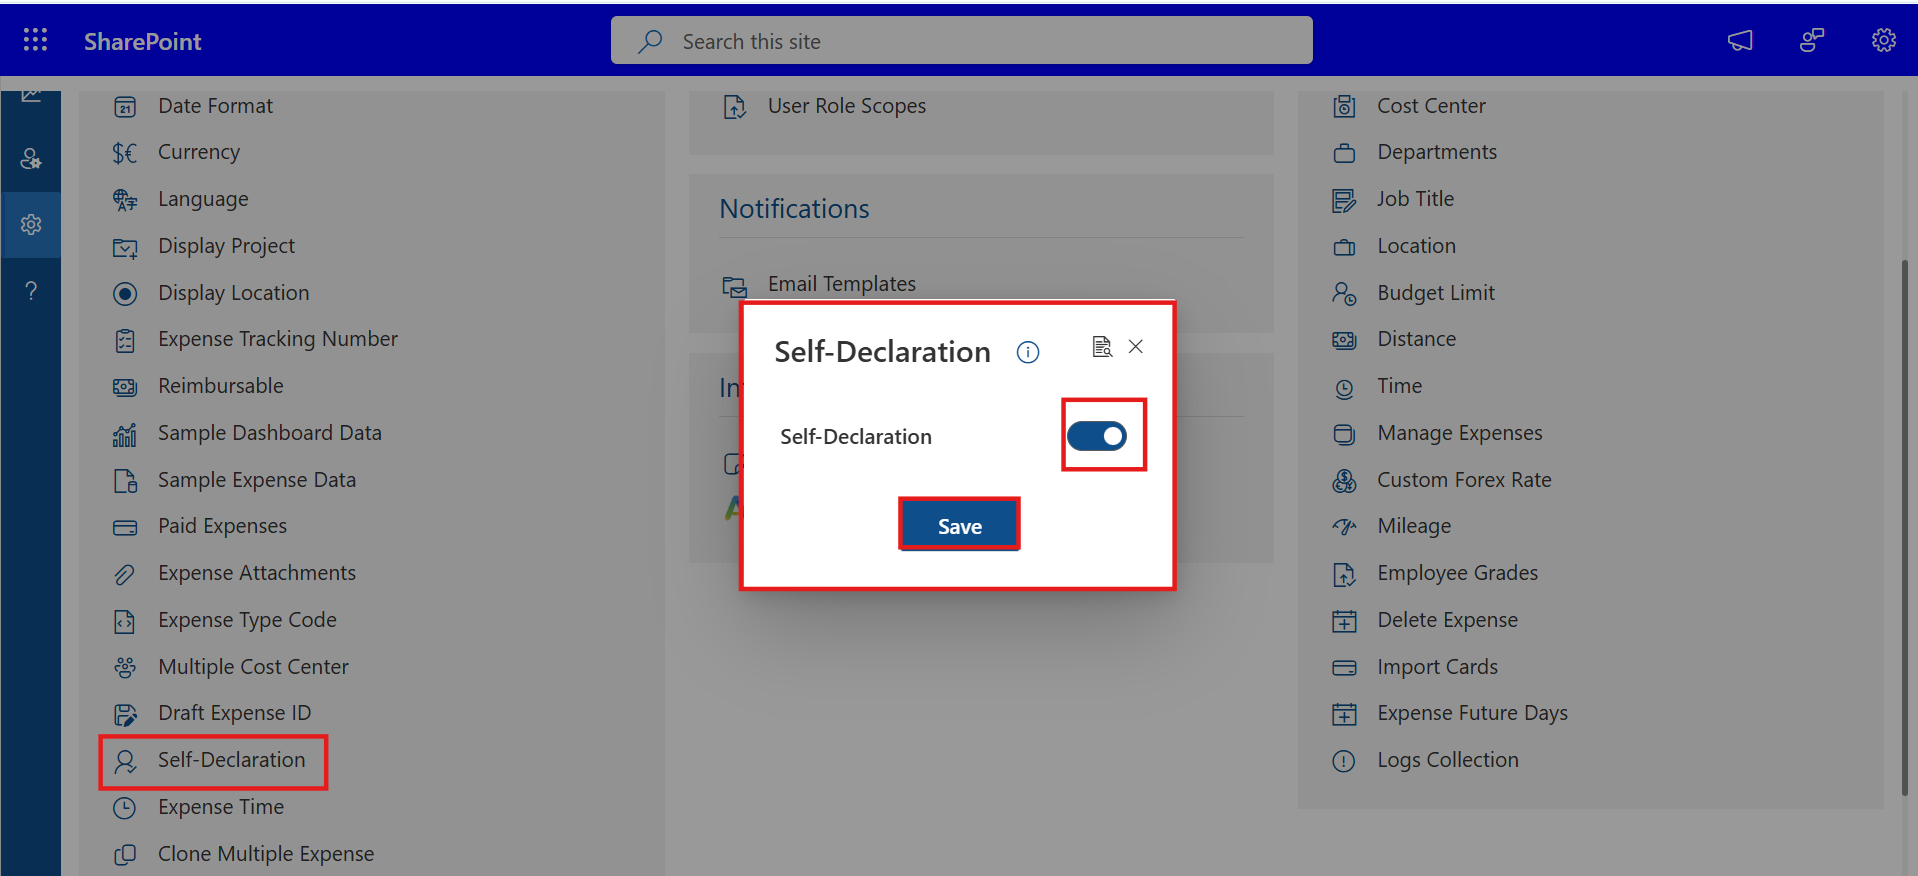 SharePoint
Search this site
Date Format
Currency
Language
Display Project
Display Location
Expense Tracking Number
Reimbursable
Sample Dashboard Data
Sample Expense Data
Paid Expenses
Expense Attachments
Expense Type Code
Multiple Cost Center
Draft Expense ID
Self-Declaration
Expense Time
Clone Multiple Expense
User Role Scopes
Notifications
Email Templates
In
Self-Declaration
Self-Declaration
Save
Cost Center
Departments
Job Title
Location
Budget Limit
Distance
Time
Manage Expenses
Custom Forex Rate
Mileage
Employee Grades
Delete Expense
Import Cards
Expense Future Days
Logs Collection